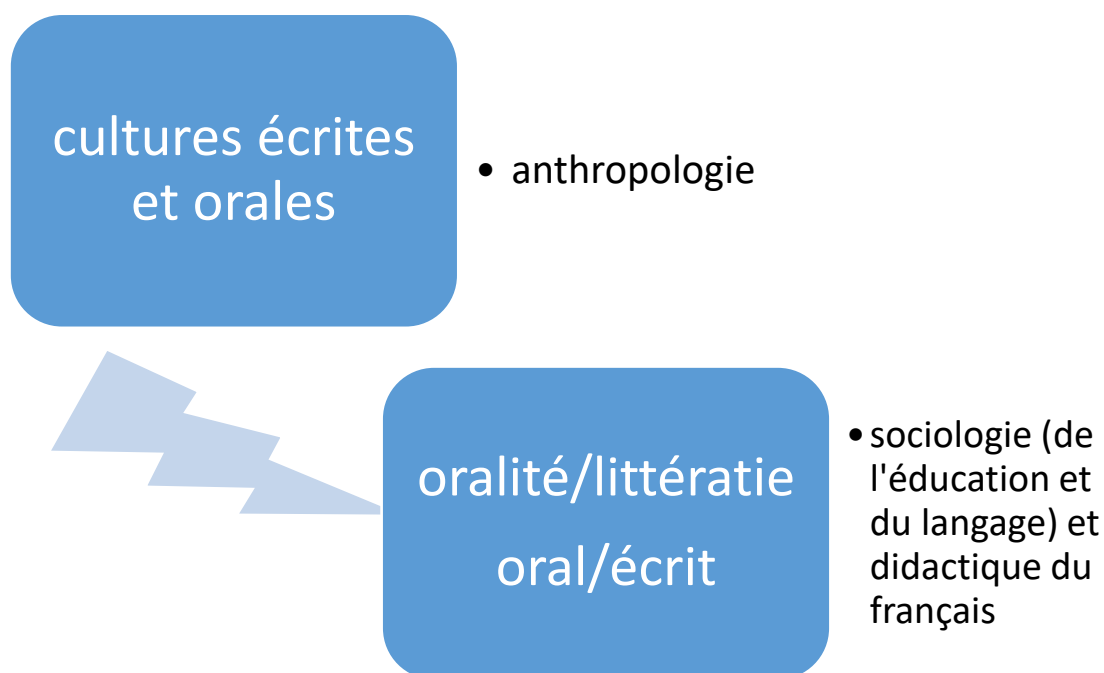 cultures écrites
et orales
• anthropologie
oralité/littératie
oral/écrit
• sociologie (de
l'éducation et
du langage) et
didactique du
français